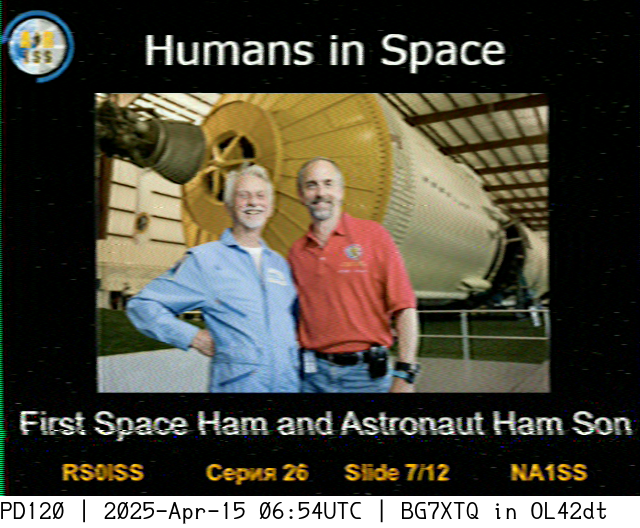 Humans in Space
ISS
First Space Ham and Astronaut Ham Son
RS0ISS Серия 26 Slide 7/12 NA1SS
PD120 | 2025-Apr-15 06:54UTC | BG7XTQ in OL42dt